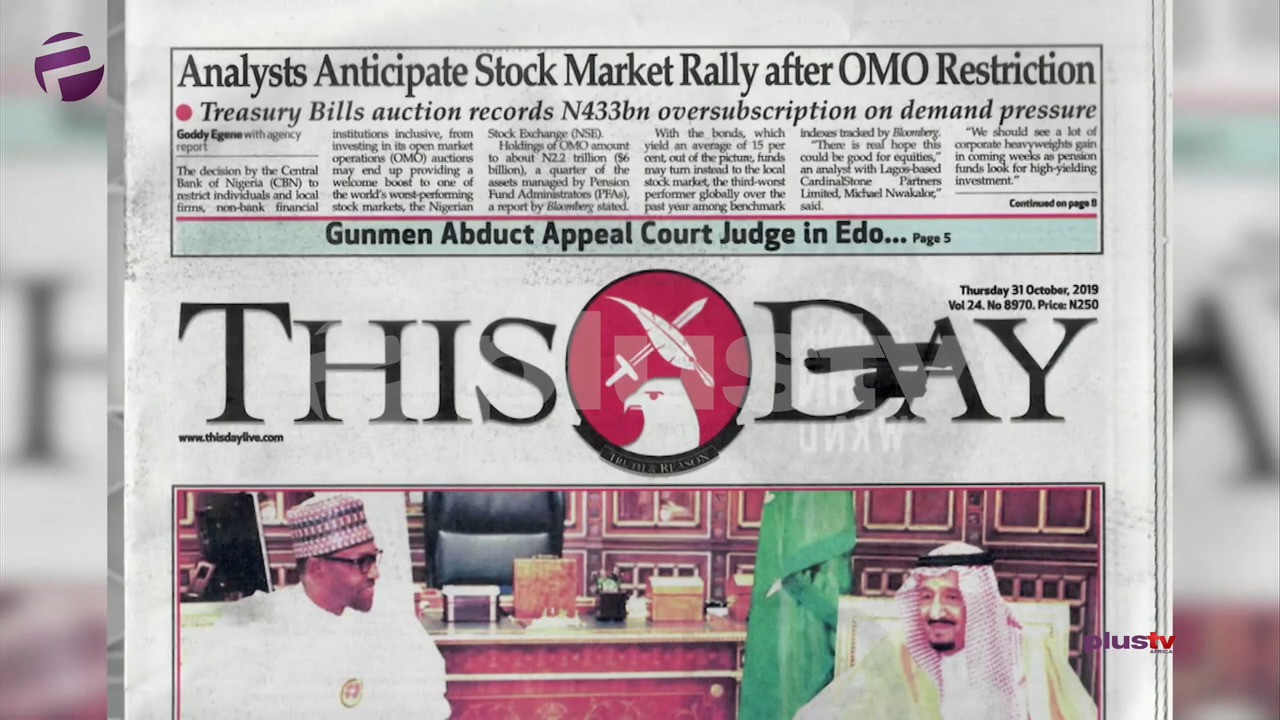 Analysts Anticipate Stock Market Rally after OMO Restriction
Treasury Bills auction records N433bn oversubscription on demand pressure
Goddy Egene with agency
report
The decision by the Central
Bank of Nigeria (CBN) to
restrict individuals and local
firms, non-bank financial
institutions inclusive, from
investing in its open market
operations (OMO) auctions
may end up providing a
welcome boost to one of
the world's worst-performing
stock markets, the Nigerian
Stock Exchange (NSE).
Holdings of OMO amount
to about N2.2 trillion ($6
billion), a quarter of the
assets managed by Pension
Fund Administrators (PFAs),
a report by Bloomberg stated.
With the bonds, which
yield an average of 15 per
cent, out of the picture, funds
may turn instead to the local
stock market, the third-worst
performer globally over the
past year among benchmark
indexes tracked by Bloomberg.
"There is real hope this
could be good for equities,"
an analyst with Lagos-based
CardinalStone Partners
Limited, Michael Nwakalor,"
said.
"We should see a lot of
corporate heavyweights gain
in coming weeks as pension
funds look for high-yielding
investment."
Continued on page 8
Gunmen Abduct Appeal Court Judge in Edo... Page 5
Thursday 31 October, 2019
Vol 24. No 8970. Price: N250
THIS DAY
TRUTH & REASON
www.thisdaylive.com
plustv
plustv
AFRICA